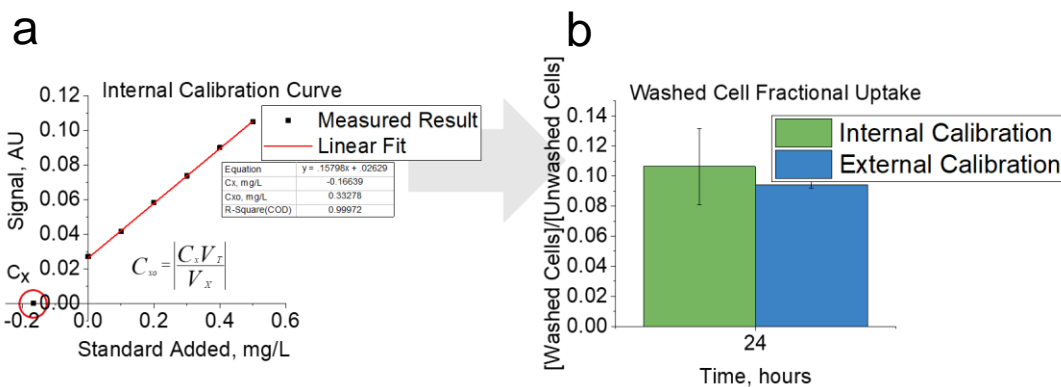 a
Internal Calibration Curve
Measured Result
Linear Fit
Equation y = .15798x + .02629
Cx, mg/L -0.16639
Cxo, mg/L 0.33278
R-Square(COD) 0.99972
Signal, AU
0.12
0.10
0.08
0.06
0.04
0.02
0.00
Cx
C_xo = |C_x V_T / V_X|
-0.2 0.0 0.2 0.4 0.6
Standard Added, mg/L
b
Washed Cell Fractional Uptake
Internal Calibration
External Calibration
[Washed Cells]/[Unwashed Cells]
0.14
0.12
0.10
0.08
0.06
0.04
0.02
0.00
24
Time, hours